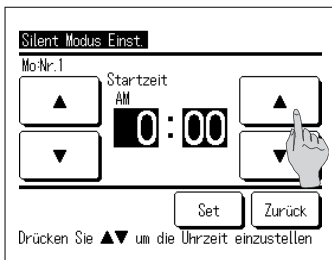 Silent Modus Einst.
Mo:Nr.1
Startzeit
AM
0:00
▲ ▲
▼ ▼
Set Zurück
Drücken Sie ▲▼ um die Uhrzeit einzustellen